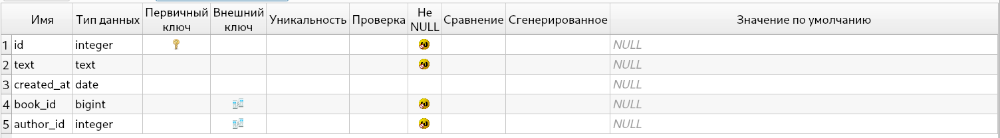 Имя Тип данных Первичный ключ Внешний ключ Уникальность Проверка Не NULL Сравнение Сгенерированное Значение по умолчанию
1 id integer NULL
2 text text NULL
3 created_at date NULL
4 book_id bigint NULL
5 author_id integer NULL